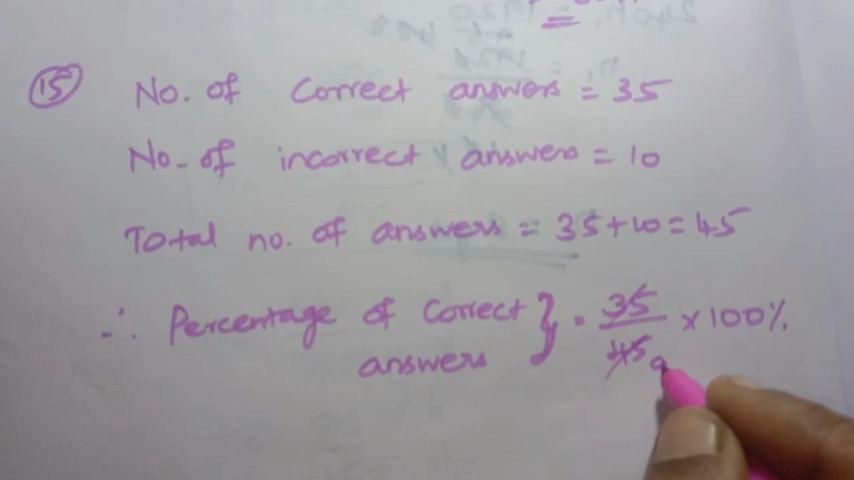 15 No. of correct answers = 35
No. of incorrect answers = 10
Total no. of answers = 35+10=45
∴ Percentage of correct answers } = 35/45 9 × 100%